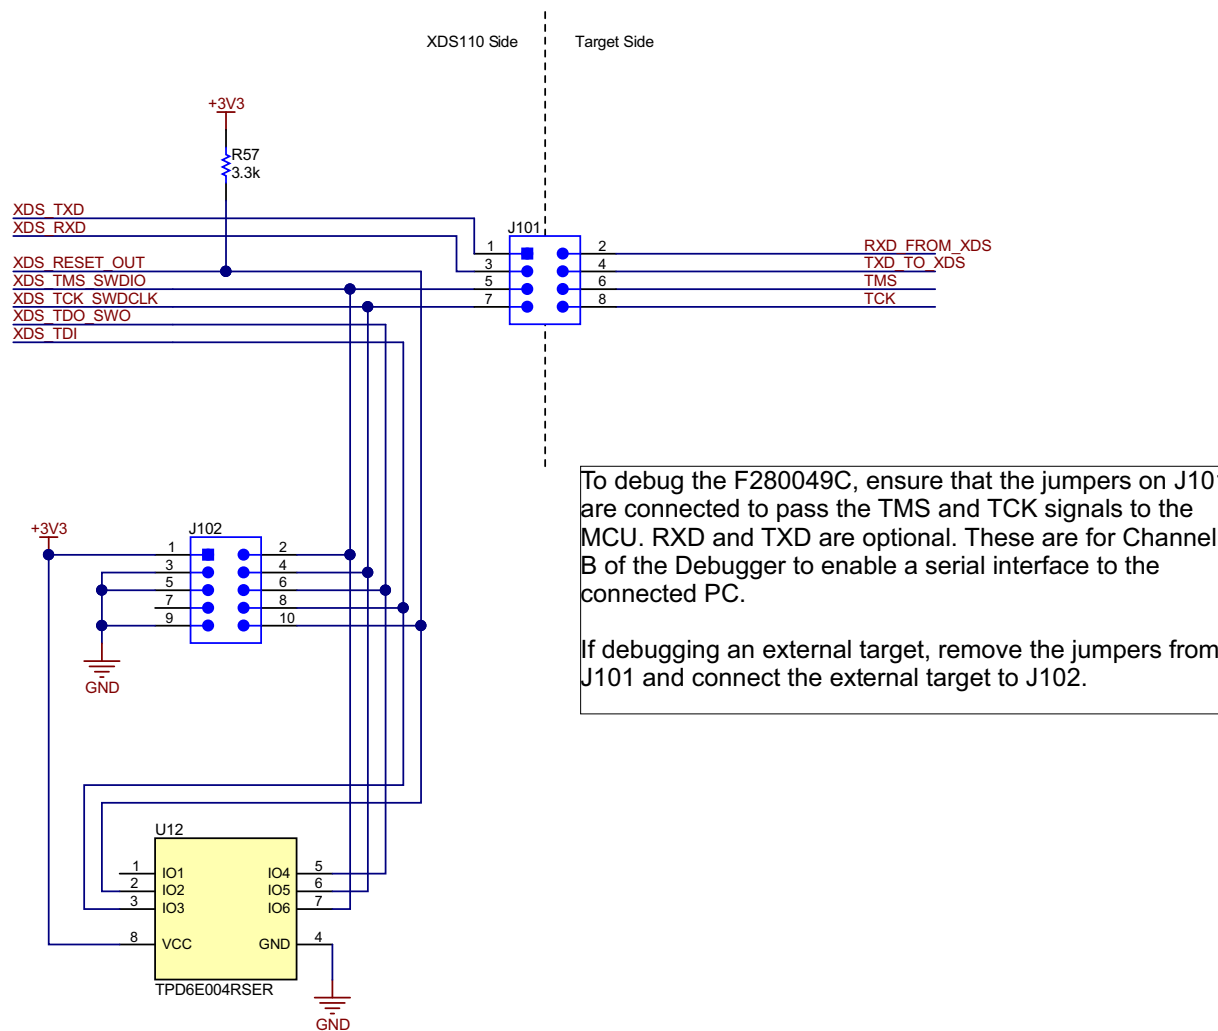 XDS110 Side
Target Side
+3V3
R57
3.3k
XDS_TXD
XDS_RXD
XDS_RESET_OUT
XDS_TMS_SWDIO
XDS_TCK_SWDCLK
XDS_TDO_SWO
XDS_TDI
J101
1 2
3 4
5 6
7 8
RXD_FROM_XDS
TXD_TO_XDS
TMS
TCK
To debug the F280049C, ensure that the jumpers on J101
are connected to pass the TMS and TCK signals to the
MCU. RXD and TXD are optional. These are for Channel
B of the Debugger to enable a serial interface to the
connected PC.
If debugging an external target, remove the jumpers from
J101 and connect the external target to J102.
+3V3
J102
1 2
3 4
5 6
7 8
9 10
GND
U12
1 IO1 IO4 5
2 IO2 IO5 6
3 IO3 IO6 7
8 VCC GND 4
TPD6E004RSER
GND